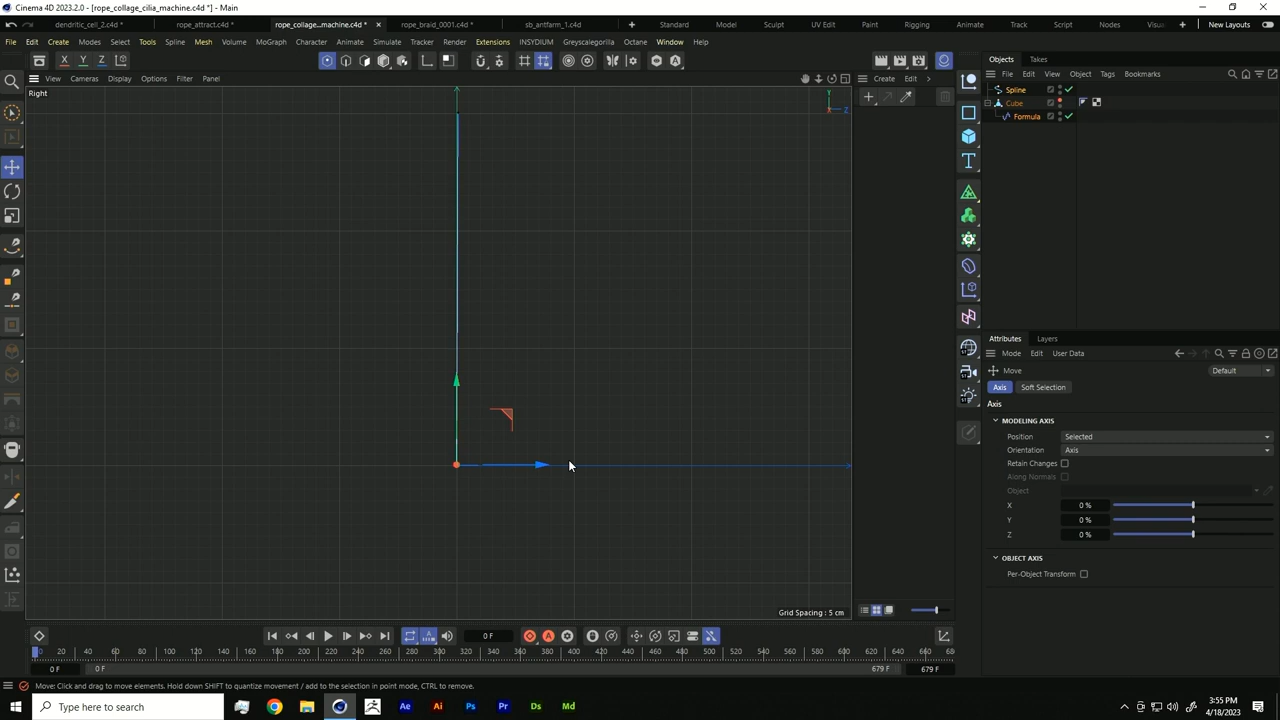 Cinema 4D 2023.2.0 - [rope_collage_cilia_machine.c4d *] - Main
dendritic_cell_2.c4d *
rope_attract.c4d *
rope_collage...machine.c4d *
rope_braid_0001.c4d *
sb_antfarm_1.c4d
Standard
Model
Sculpt
UV Edit
Paint
Rigging
Animate
Track
Script
Nodes
New Layouts
File Edit Create Modes Tools Spline Mesh Volume MoGraph Character Animate Simulate Tracker Render Extensions INSYDIUM Greyscalegorilla Octane Window Help
X Y Z
Objects
Takes
View Cameras Display Options Filter Panel
Create Edit
File Edit View Object Tags Bookmarks
Right
Y
X Z
Spline
Cube
Formula
Attributes
Layers
Mode Edit User Data
Move
Default
Axis
Soft Selection
Axis
MODELING AXIS
Position Selected
Orientation Axis
Retain Changes
Along Normals
Object
X 0 %
Y 0 %
Z 0 %
OBJECT AXIS
Per-Object Transform
Grid Spacing : 5 cm
0 F
0 20 40 60 80 100 120 140 160 180 200 220 240 260 280 300 320 340 360 380 400 420 440 460 480 500 520 540 560 580 600 620 640 660
0 F
0 F
679 F
679 F
Move: Click and drag to move elements. Hold down SHIFT to quantize movement / add to the selection in point mode, CTRL to remove.
Type here to search
Ae
Ai
Ps
Pr
Ds
Md
3:55 PM
4/18/2023